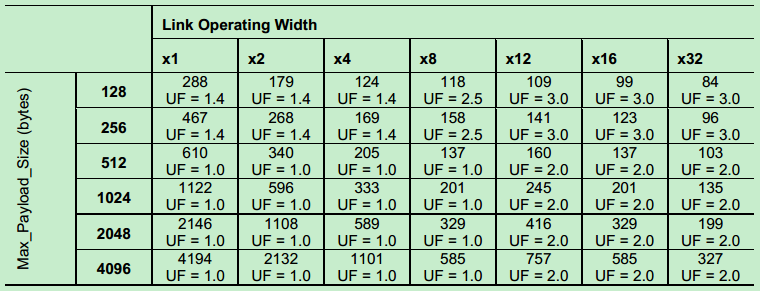 Link Operating Width
x1 x2 x4 x8 x12 x16 x32
Max_Payload_Size (bytes)
128 288 179 124 118 109 99 84
UF = 1.4 UF = 1.4 UF = 1.4 UF = 2.5 UF = 3.0 UF = 3.0 UF = 3.0
256 467 268 169 158 141 123 96
UF = 1.4 UF = 1.4 UF = 1.4 UF = 2.5 UF = 3.0 UF = 3.0 UF = 3.0
512 610 340 205 137 160 137 103
UF = 1.0 UF = 1.0 UF = 1.0 UF = 1.0 UF = 2.0 UF = 2.0 UF = 2.0
1024 1122 596 333 201 245 201 135
UF = 1.0 UF = 1.0 UF = 1.0 UF = 1.0 UF = 2.0 UF = 2.0 UF = 2.0
2048 2146 1108 589 329 416 329 199
UF = 1.0 UF = 1.0 UF = 1.0 UF = 1.0 UF = 2.0 UF = 2.0 UF = 2.0
4096 4194 2132 1101 585 757 585 327
UF = 1.0 UF = 1.0 UF = 1.0 UF = 1.0 UF = 2.0 UF = 2.0 UF = 2.0